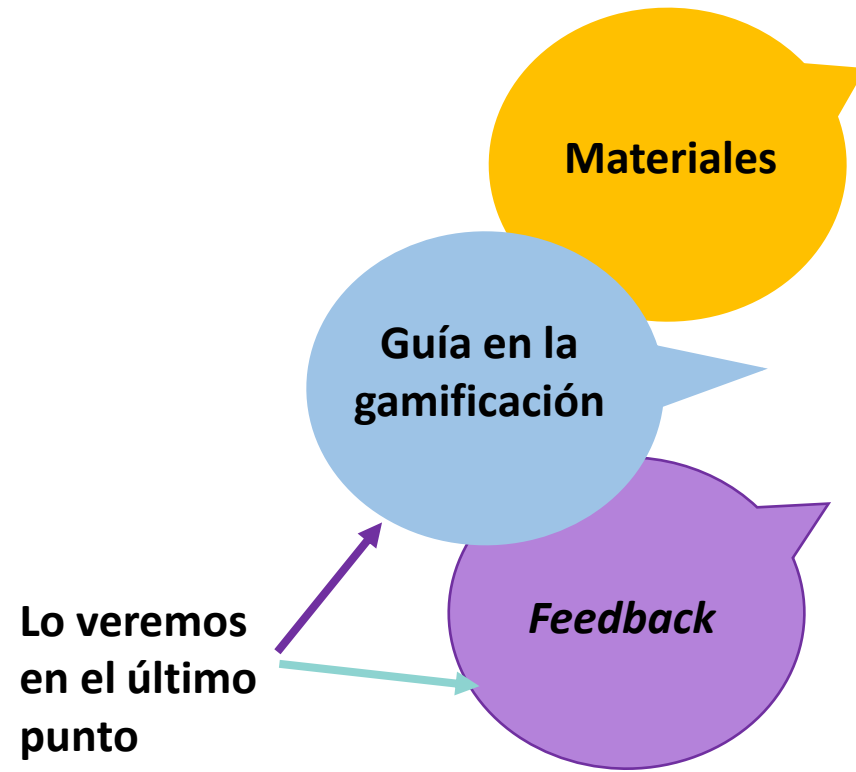 Materiales
Guía en la
gamificación
Feedback
Lo veremos
en el último
punto